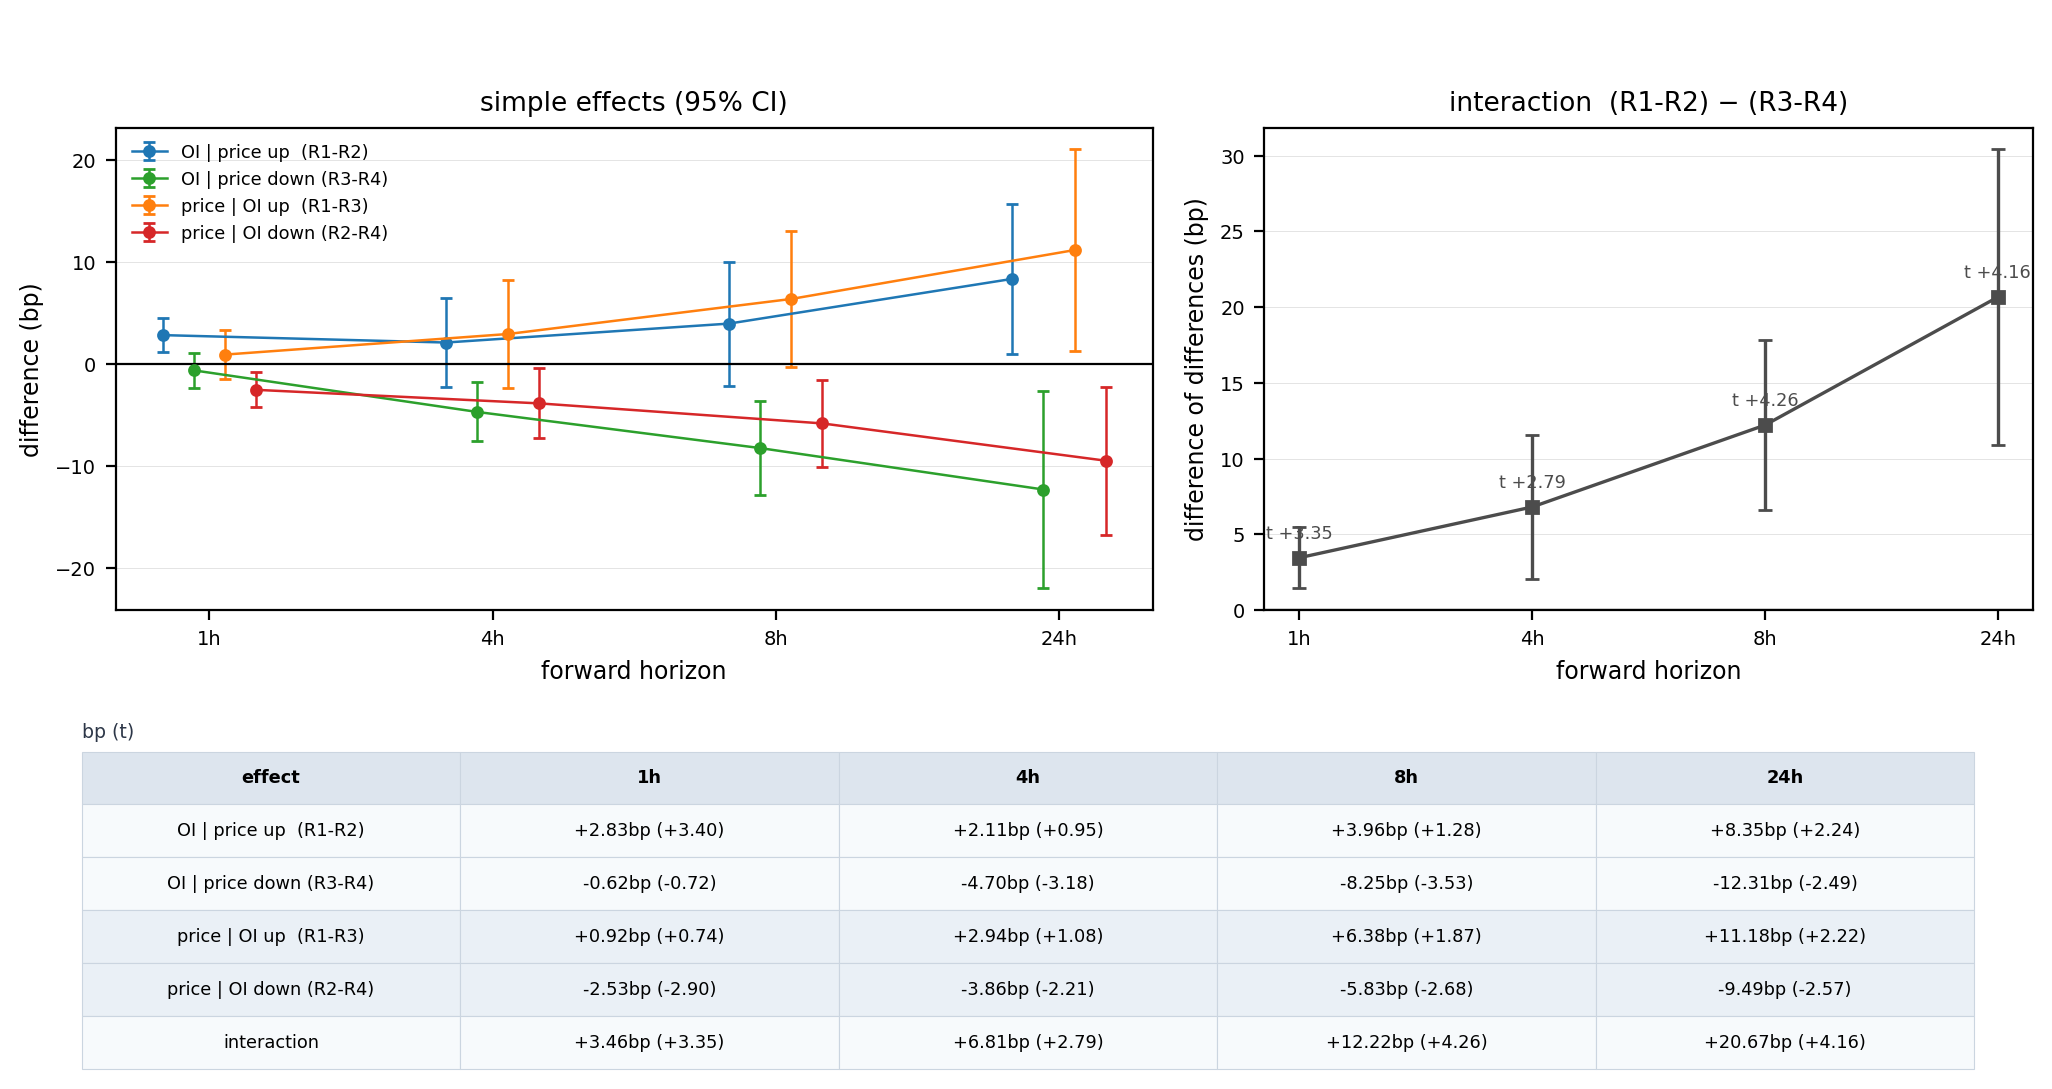 simple effects (95% CI)
OI | price up  (R1-R2)
OI | price down (R3-R4)
price | OI up  (R1-R3)
price | OI down (R2-R4)
difference (bp)
20
10
0
−10
−20
1h
4h
8h
24h
forward horizon
interaction  (R1-R2) − (R3-R4)
difference of differences (bp)
30
25
20
15
10
5
0
t +3.35
t +2.79
t +4.26
t +4.16
1h
4h
8h
24h
forward horizon
bp (t)
effect 1h 4h 8h 24h
OI | price up  (R1-R2) +2.83bp (+3.40) +2.11bp (+0.95) +3.96bp (+1.28) +8.35bp (+2.24)
OI | price down (R3-R4) -0.62bp (-0.72) -4.70bp (-3.18) -8.25bp (-3.53) -12.31bp (-2.49)
price | OI up  (R1-R3) +0.92bp (+0.74) +2.94bp (+1.08) +6.38bp (+1.87) +11.18bp (+2.22)
price | OI down (R2-R4) -2.53bp (-2.90) -3.86bp (-2.21) -5.83bp (-2.68) -9.49bp (-2.57)
interaction +3.46bp (+3.35) +6.81bp (+2.79) +12.22bp (+4.26) +20.67bp (+4.16)